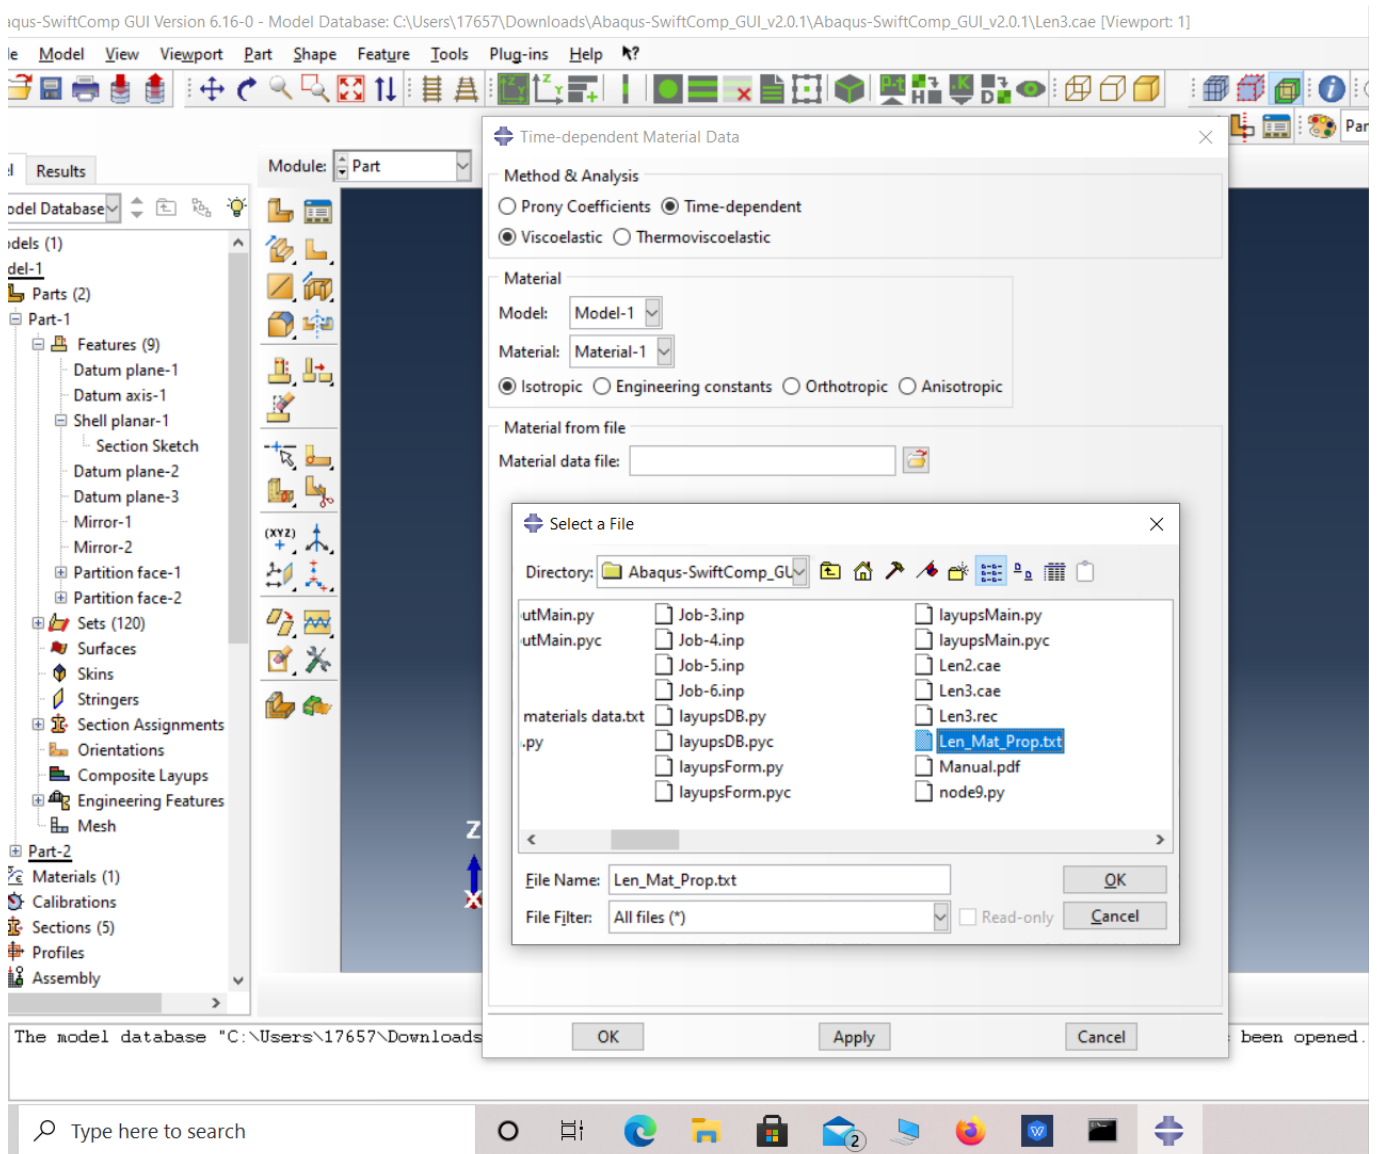 aqus-SwiftComp GUI Version 6.16-0 - Model Database: C:\Users\17657\Downloads\Abaqus-SwiftComp_GUI_v2.0.1\Abaqus-SwiftComp_GUI_v2.0.1\Len3.cae [Viewport: 1]
le Model View Viewport Part Shape Feature Tools Plug-ins Help
Par
Results
Module: Part
odel Database
odels (1)
del-1
Parts (2)
Part-1
Features (9)
Datum plane-1
Datum axis-1
Shell planar-1
Section Sketch
Datum plane-2
Datum plane-3
Mirror-1
Mirror-2
Partition face-1
Partition face-2
Sets (120)
Surfaces
Skins
Stringers
Section Assignments
Orientations
Composite Layups
Engineering Features
Mesh
Part-2
Materials (1)
Calibrations
Sections (5)
Profiles
Assembly
(XYZ)
Z
X
Time-dependent Material Data
Method & Analysis
Prony Coefficients Time-dependent
Viscoelastic Thermoviscoelastic
Material
Model: Model-1
Material: Material-1
Isotropic Engineering constants Orthotropic Anisotropic
Material from file
Material data file:
Select a File
Directory: Abaqus-SwiftComp_GU
utMain.py Job-3.inp layupsMain.py
utMain.pyc Job-4.inp layupsMain.pyc
Job-5.inp Len2.cae
Job-6.inp Len3.cae
materials data.txt layupsDB.py Len3.rec
.py layupsDB.pyc Len_Mat_Prop.txt
layupsForm.py Manual.pdf
layupsForm.pyc node9.py
File Name: Len_Mat_Prop.txt OK
File Filter: All files (*) Read-only Cancel
OK Apply Cancel
The model database "C:\Users\17657\Downloads been opened.
Type here to search
2